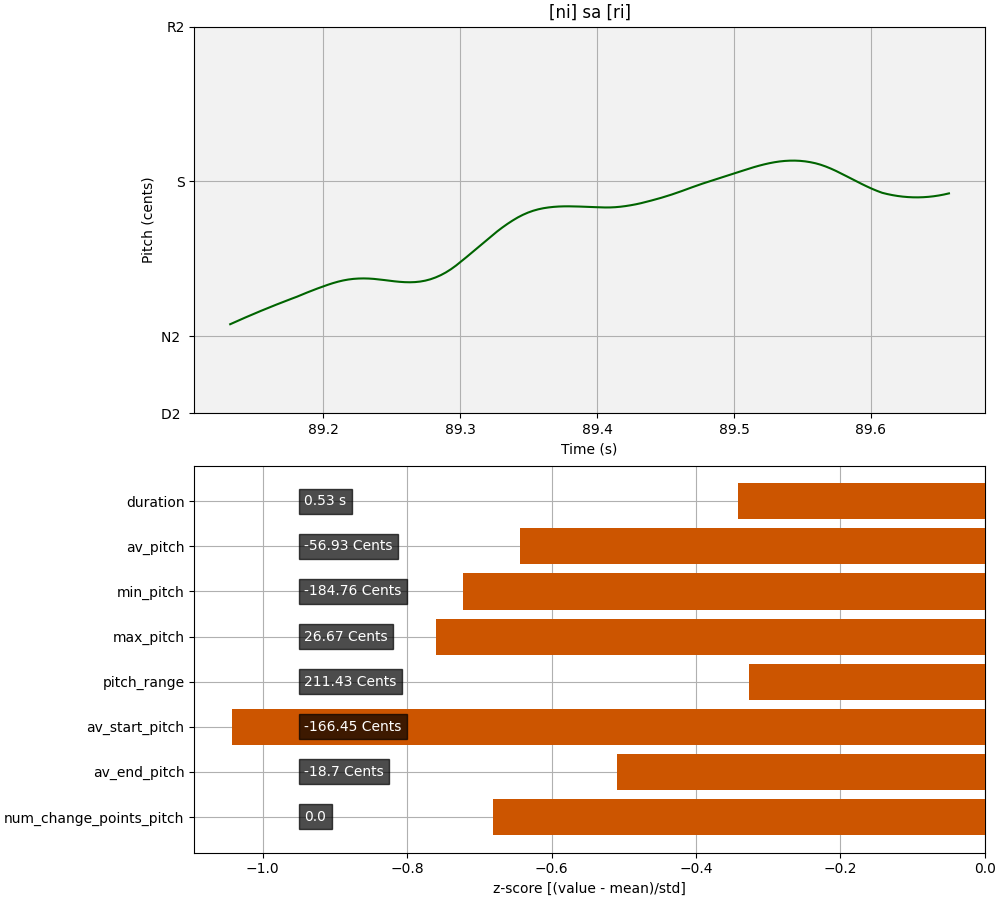 [ni] sa [ri]
R2
S
N2
D2
Pitch (cents)
89.2 89.3 89.4 89.5 89.6
Time (s)
duration 0.53 s
av_pitch -56.93 Cents
min_pitch -184.76 Cents
max_pitch 26.67 Cents
pitch_range 211.43 Cents
av_start_pitch -166.45 Cents
av_end_pitch -18.7 Cents
num_change_points_pitch 0.0
−1.0 −0.8 −0.6 −0.4 −0.2 0.0
z-score [(value - mean)/std]